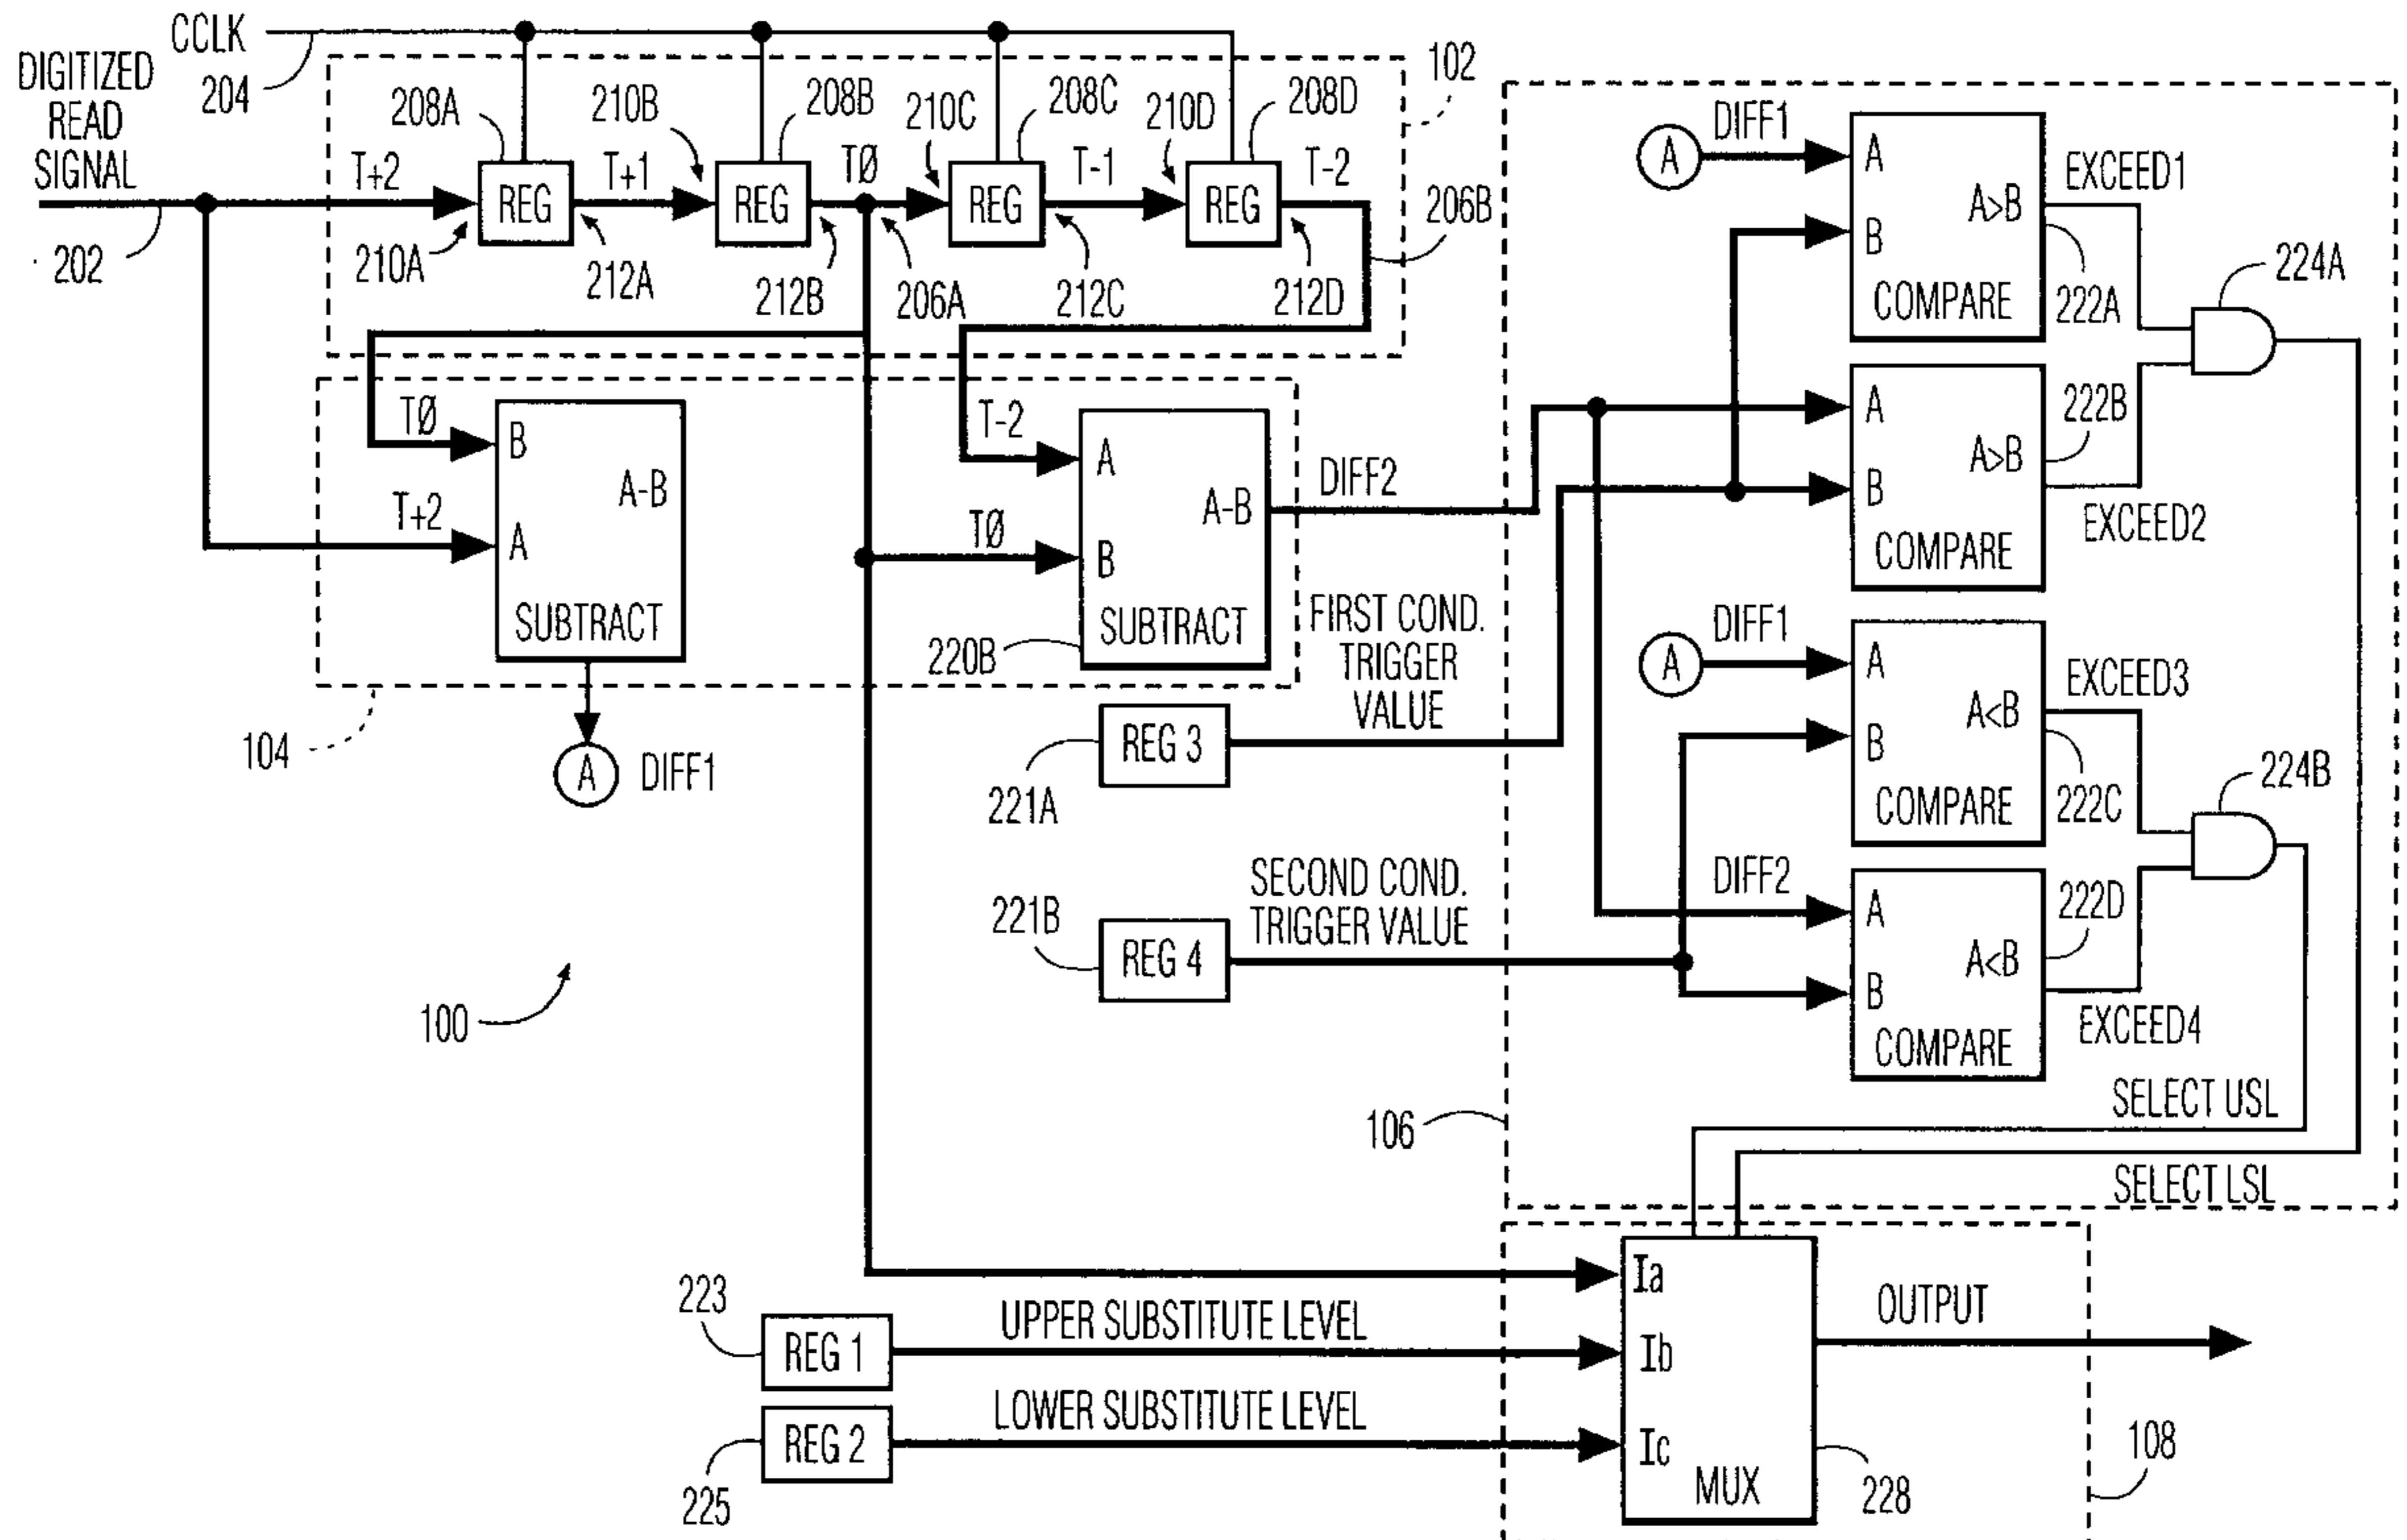 CCLK
204
DIGITIZED
READ
SIGNAL
202
T+2
208A
REG
210A
212A
T+1
210B
208B
REG
212B
TØ
206A
210C
208C
REG
212C
T-1
210D
208D
REG
212D
T-2
206B
102
TØ
B
A-B
T+2
A
SUBTRACT
104
A
DIFF1
T-2
A
A-B
TØ
B
SUBTRACT
220B
DIFF2
FIRST COND.
TRIGGER
VALUE
REG 3
221A
SECOND COND.
TRIGGER VALUE
REG 4
221B
100
A
DIFF1
A
A>B
B
COMPARE
EXCEED1
222A
224A
A
A>B
B
COMPARE
222B
EXCEED2
A
DIFF1
A
A<B
B
COMPARE
EXCEED3
222C
224B
DIFF2
A
A<B
B
COMPARE
222D
EXCEED4
106
SELECT USL
SELECT LSL
223
REG 1
UPPER SUBSTITUTE LEVEL
REG 2
225
LOWER SUBSTITUTE LEVEL
Ia
Ib
Ic
MUX
OUTPUT
228
108